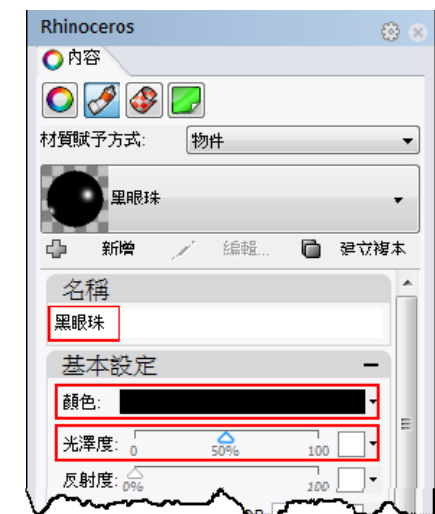 Rhinoceros
內容
材質賦予方式: 物件
黑眼珠
新增 編輯... 建立複本
名稱
黑眼珠
基本設定
顏色:
光澤度: 0 50% 100
反射度: 0% 100